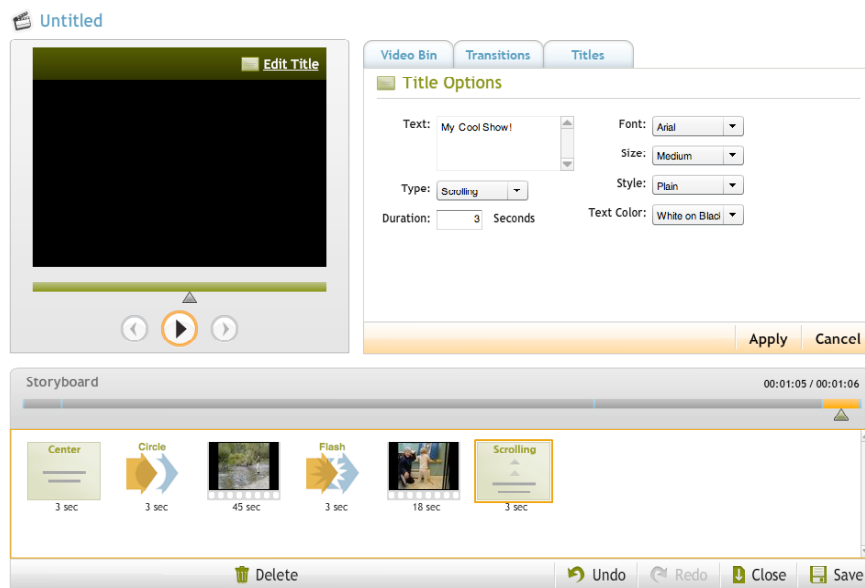 Untitled
Edit Title
Video Bin Transitions Titles
Title Options
Text: My Cool Show!
Font: Arial
Size: Medium
Type: Scrolling
Style: Plain
Duration: 3 Seconds
Text Color: White on Blac
Apply Cancel
Storyboard 00:01:05 / 00:01:06
Center Circle Flash Scrolling
3 sec 3 sec 45 sec 3 sec 18 sec 3 sec
Delete Undo Redo Close Save